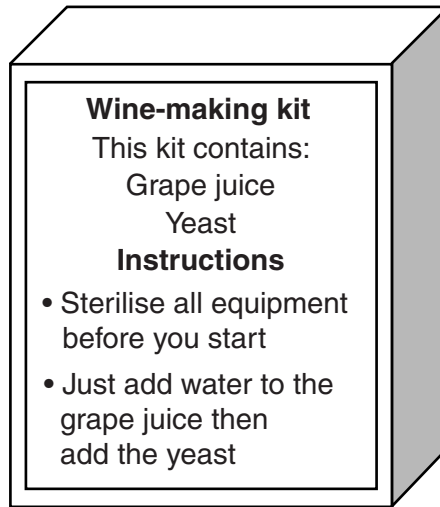 Wine-making kit
This kit contains:
Grape juice
Yeast
Instructions
• Sterilise all equipment
before you start
• Just add water to the
grape juice then
add the yeast